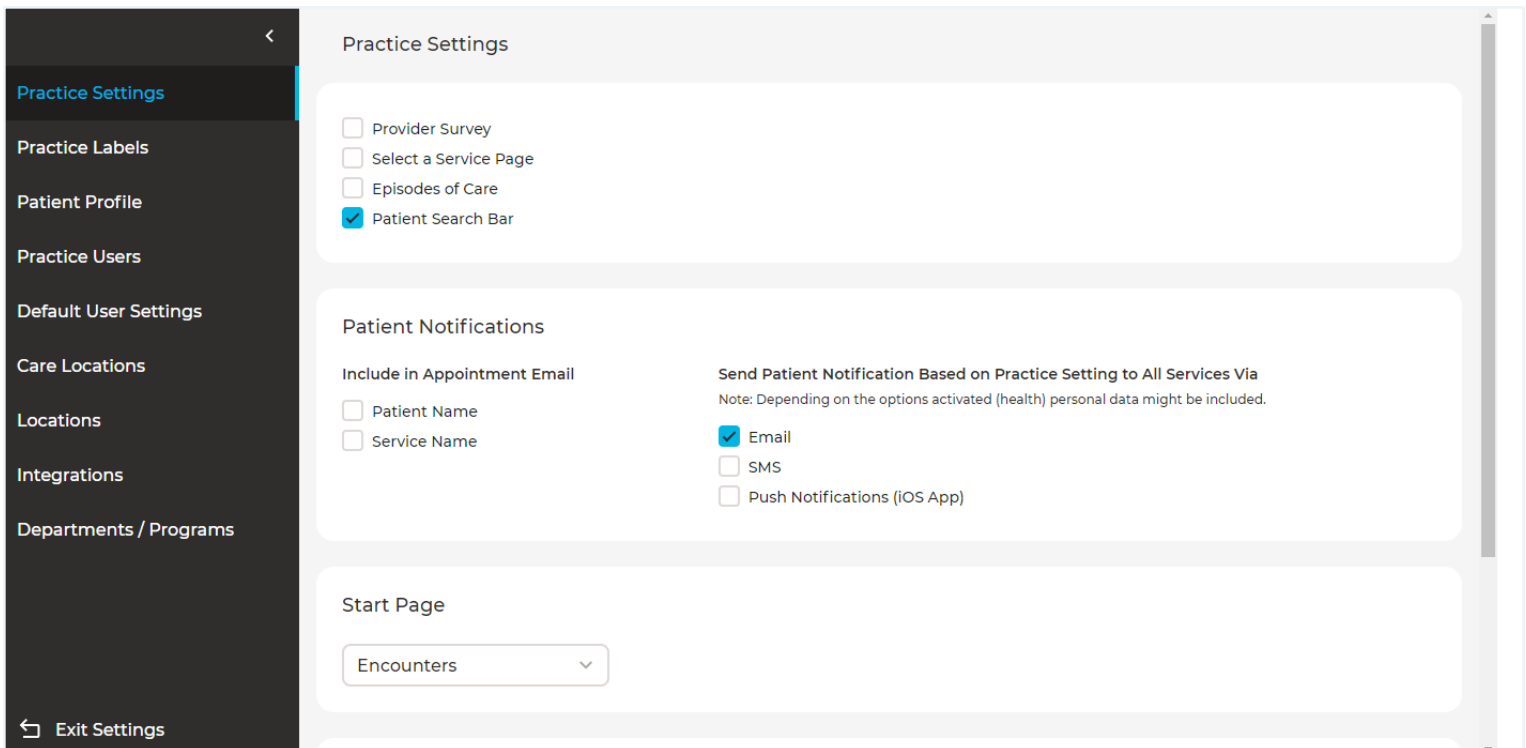 Practice Settings
Practice Labels
Patient Profile
Practice Users
Default User Settings
Care Locations
Locations
Integrations
Departments / Programs
Exit Settings
Practice Settings
Provider Survey
Select a Service Page
Episodes of Care
Patient Search Bar
Patient Notifications
Include in Appointment Email
Patient Name
Service Name
Send Patient Notification Based on Practice Setting to All Services Via
Note: Depending on the options activated (health) personal data might be included.
Email
SMS
Push Notifications (iOS App)
Start Page
Encounters